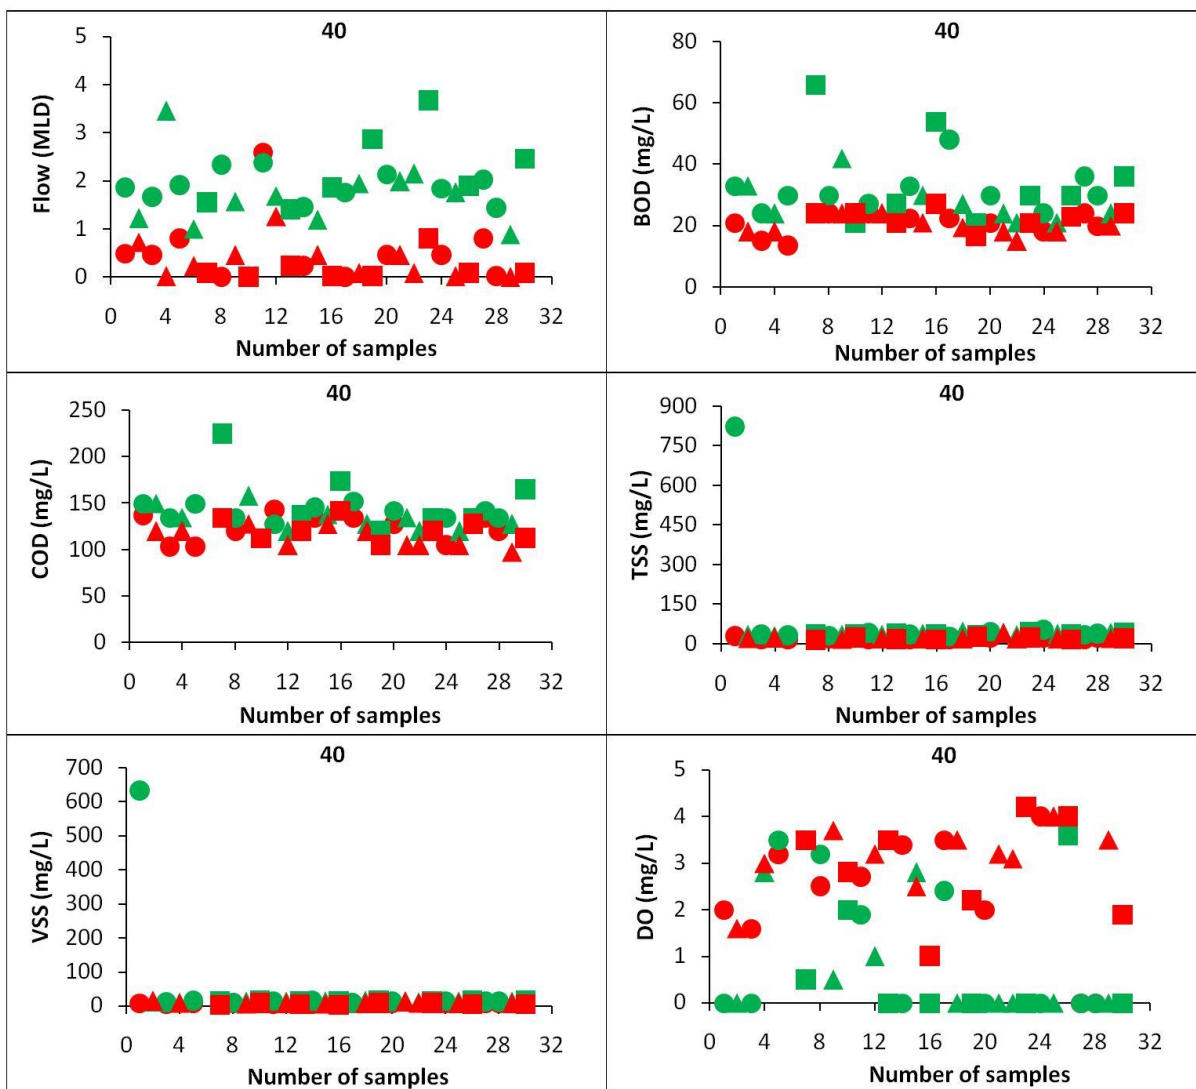 40
5
4
3
2
1
0
Flow (MLD)
0 4 8 12 16 20 24 28 32
Number of samples
40
80
60
40
20
0
BOD (mg/L)
0 4 8 12 16 20 24 28 32
Number of samples
40
250
200
150
100
50
0
COD (mg/L)
0 4 8 12 16 20 24 28 32
Number of samples
40
900
750
600
450
300
150
0
TSS (mg/L)
0 4 8 12 16 20 24 28 32
Number of samples
40
700
600
500
400
300
200
100
0
VSS (mg/L)
0 4 8 12 16 20 24 28 32
Number of samples
40
5
4
3
2
1
0
DO (mg/L)
0 4 8 12 16 20 24 28 32
Number of samples